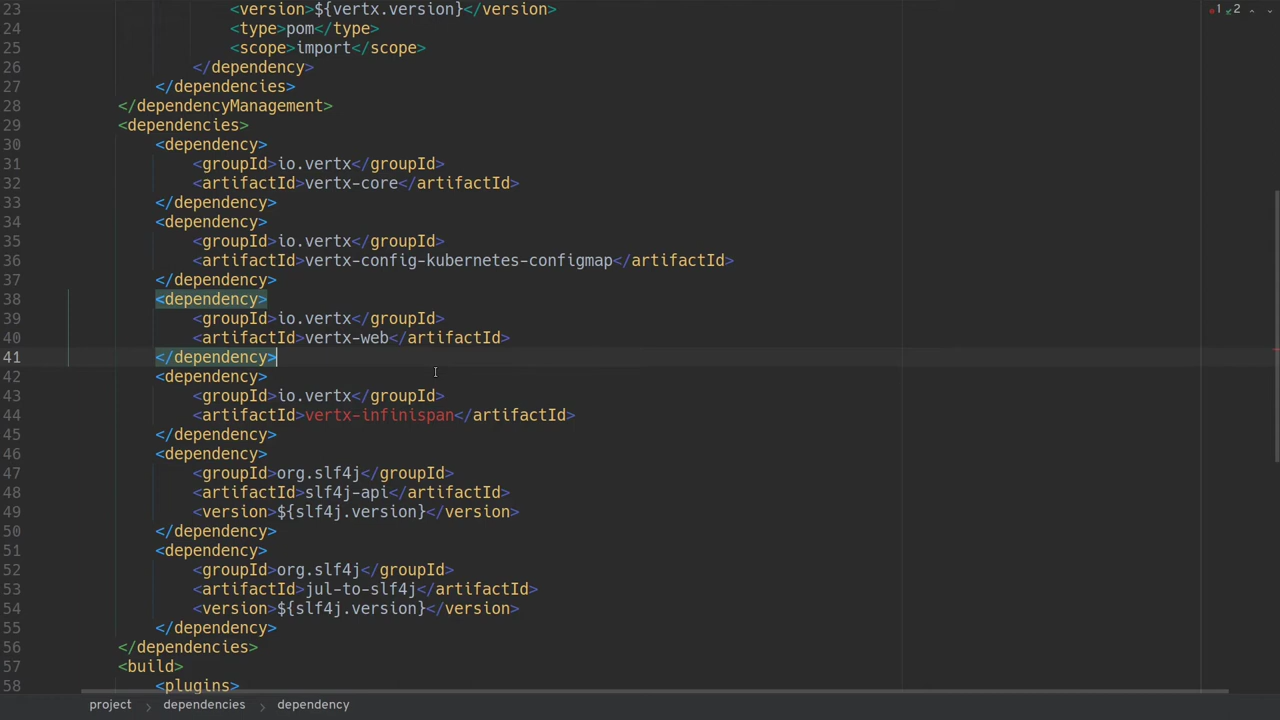 1 2
23 <version>${vertx.version}</version>
24 <type>pom</type>
25 <scope>import</scope>
26 </dependency>
27 </dependencies>
28 </dependencyManagement>
29 <dependencies>
30 <dependency>
31 <groupId>io.vertx</groupId>
32 <artifactId>vertx-core</artifactId>
33 </dependency>
34 <dependency>
35 <groupId>io.vertx</groupId>
36 <artifactId>vertx-config-kubernetes-configmap</artifactId>
37 </dependency>
38 <dependency>
39 <groupId>io.vertx</groupId>
40 <artifactId>vertx-web</artifactId>
41 </dependency>
42 <dependency>
43 <groupId>io.vertx</groupId>
44 <artifactId>vertx-infinispan</artifactId>
45 </dependency>
46 <dependency>
47 <groupId>org.slf4j</groupId>
48 <artifactId>slf4j-api</artifactId>
49 <version>${slf4j.version}</version>
50 </dependency>
51 <dependency>
52 <groupId>org.slf4j</groupId>
53 <artifactId>jul-to-slf4j</artifactId>
54 <version>${slf4j.version}</version>
55 </dependency>
56 </dependencies>
57 <build>
58 <plugins>
project > dependencies > dependency